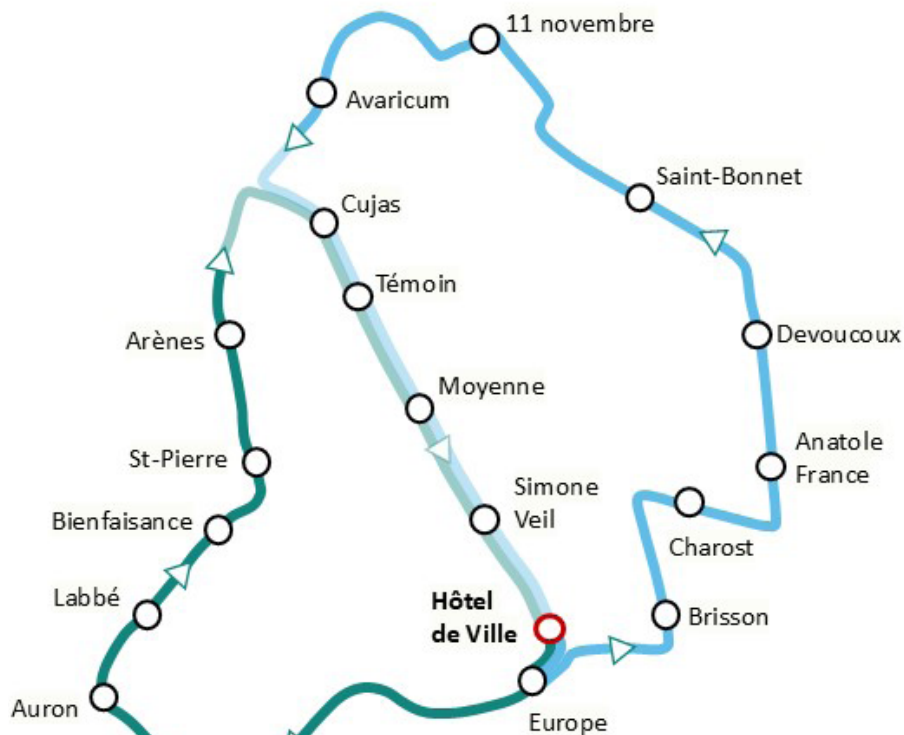 11 novembre
Avaricum
Saint-Bonnet
Cujas
Témoin
Arènes
Devoucoux
Moyenne
Anatole
France
St-Pierre
Simone
Veil
Bienfaisance
Charost
Labbé
Hôtel
de Ville
Brisson
Auron
Europe